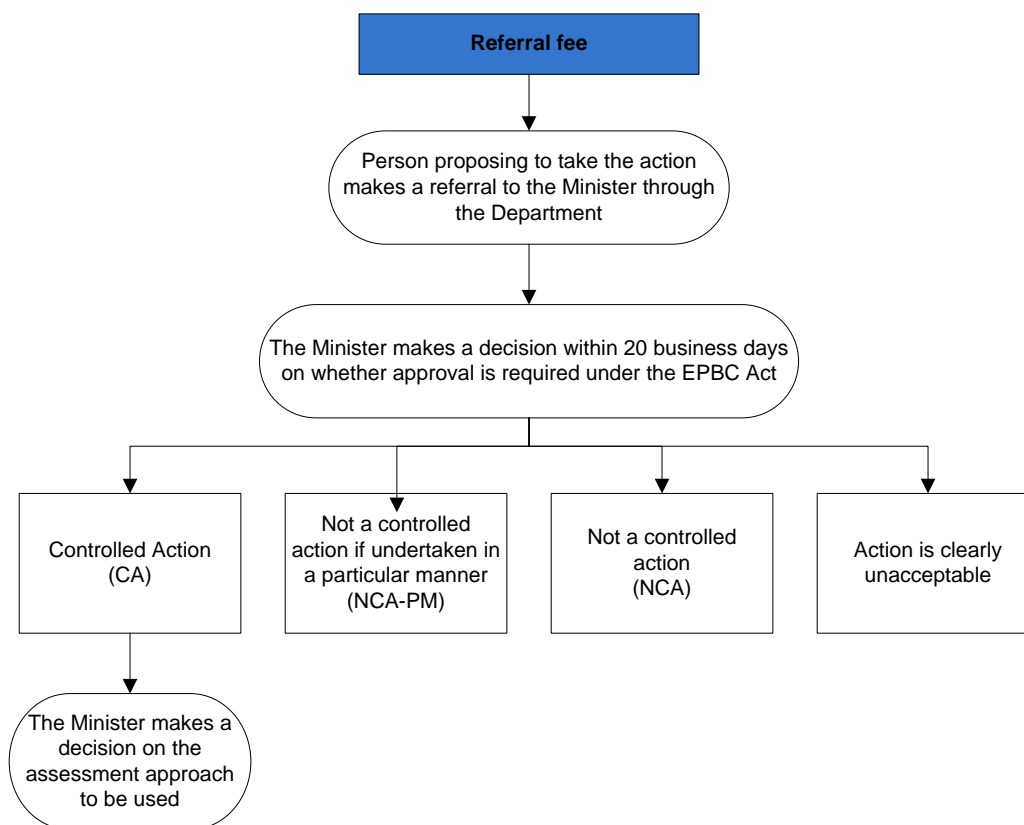 Referral fee
Person proposing to take the action
makes a referral to the Minister through
the Department
The Minister makes a decision within 20 business days
on whether approval is required under the EPBC Act
Controlled Action
(CA)
Not a controlled
action if undertaken in
a particular manner
(NCA-PM)
Not a controlled
action
(NCA)
Action is clearly
unacceptable
The Minister makes a
decision on the
assessment approach
to be used